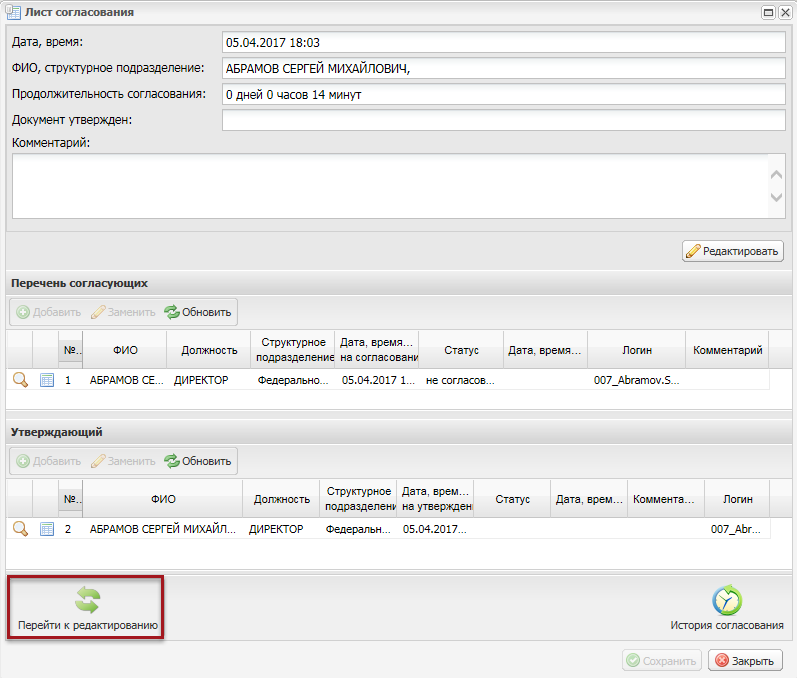 Лист согласования
Дата, время: 05.04.2017 18:03
ФИО, структурное подразделение: АБРАМОВ СЕРГЕЙ МИХАЙЛОВИЧ,
Продолжительность согласования: 0 дней 0 часов 14 минут
Документ утвержден:
Комментарий:
Редактировать
Перечень согласующих
Добавить Заменить Обновить
№.. ФИО Должность Структурное подразделение Дата, время... на согласовани Статус Дата, время... Логин Комментарий
1 АБРАМОВ СЕ... ДИРЕКТОР Федерально... 05.04.2017 1... не согласов... 007_Abramov.S...
Утверждающий
Добавить Заменить Обновить
№.. ФИО Должность Структурное подразделени Дата, врем... на утвержден Статус Дата, врем... Коммента... Логин
2 АБРАМОВ СЕРГЕЙ МИХАЙЛ... ДИРЕКТОР Федеральн... 05.04.2017... 007_Abr...
Перейти к редактированию История согласования
Сохранить Закрыть